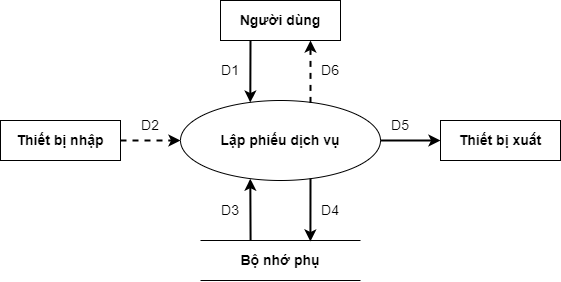 Người dùng
D1
D6
Thiết bị nhập
D2
Lập phiếu dịch vụ
D5
Thiết bị xuất
D3
D4
Bộ nhớ phụ